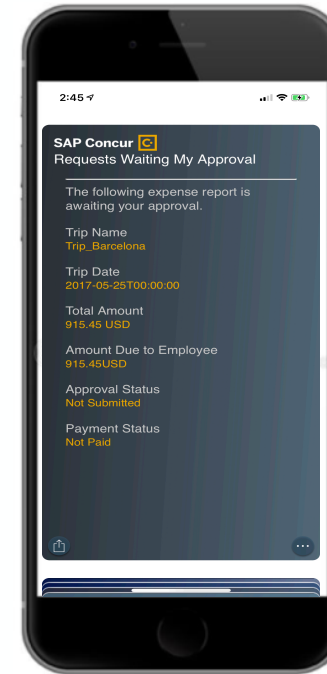 2:45
SAP Concur C
Requests Waiting My Approval
The following expense report is
awaiting your approval.
Trip Name
Trip_Barcelona
Trip Date
2017-05-25T00:00:00
Total Amount
915.45 USD
Amount Due to Employee
915.45USD
Approval Status
Not Submitted
Payment Status
Not Paid